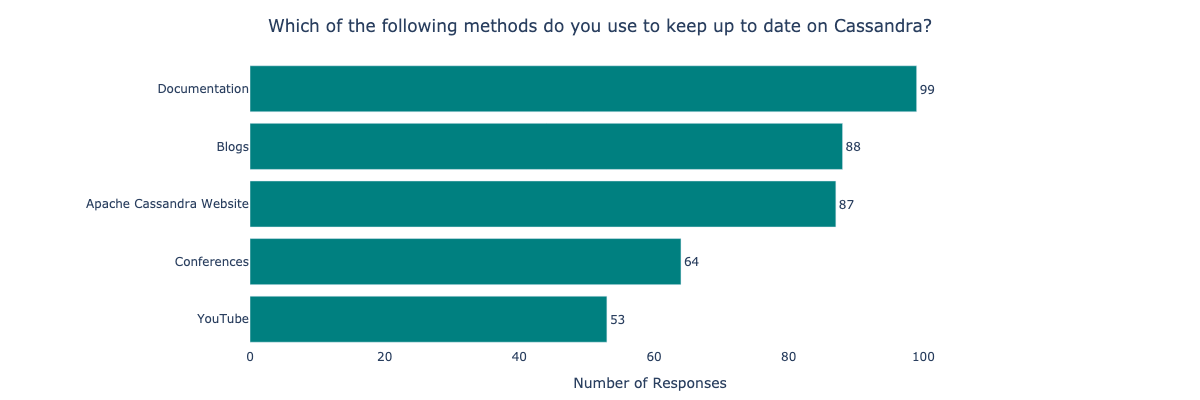 Which of the following methods do you use to keep up to date on Cassandra?
Documentation 99
Blogs 88
Apache Cassandra Website 87
Conferences 64
YouTube 53
0 20 40 60 80 100
Number of Responses